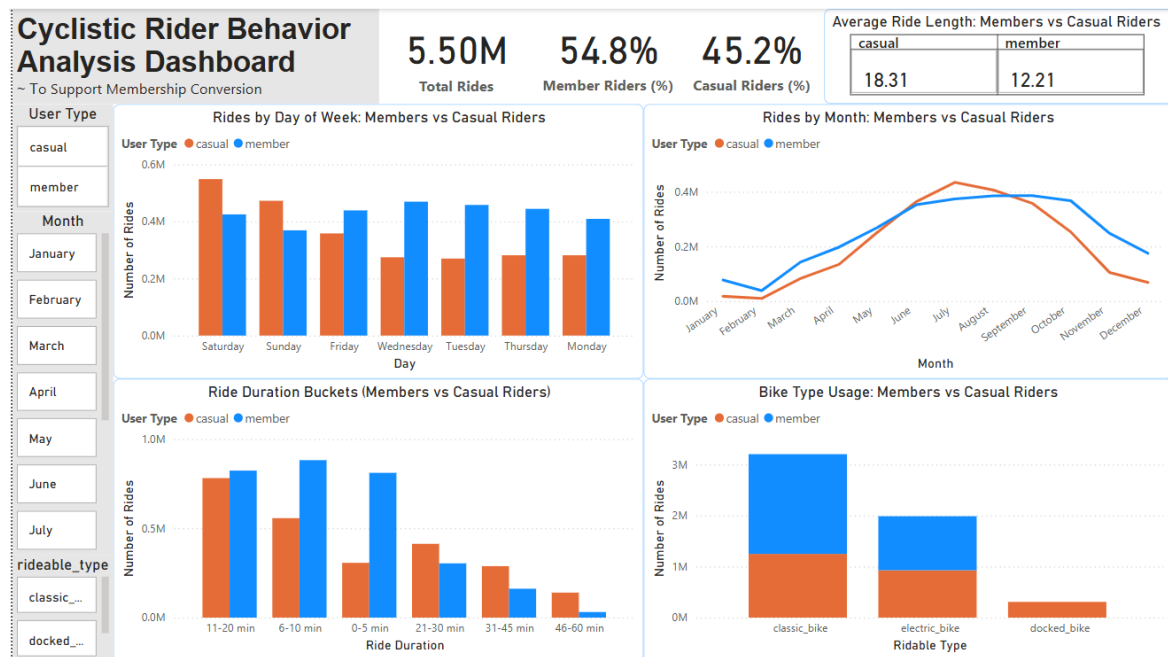 Cyclistic Rider Behavior
Analysis Dashboard
~ To Support Membership Conversion
5.50M
Total Rides
54.8%
Member Riders (%)
45.2%
Casual Riders (%)
Average Ride Length: Members vs Casual Riders
casual member
18.31 12.21
User Type
casual
member
Month
January
February
March
April
May
June
July
rideable_type
classic_...
docked_...
Rides by Day of Week: Members vs Casual Riders
User Type casual member
Number of Rides
0.6M
0.4M
0.2M
0.0M
Saturday Sunday Friday Wednesday Tuesday Thursday Monday
Day
Rides by Month: Members vs Casual Riders
User Type casual member
Number of Rides
0.4M
0.2M
0.0M
January February March April May June July August September October November December
Month
Ride Duration Buckets (Members vs Casual Riders)
User Type casual member
Number of Rides
1.0M
0.5M
0.0M
11-20 min 6-10 min 0-5 min 21-30 min 31-45 min 46-60 min
Ride Duration
Bike Type Usage: Members vs Casual Riders
User Type casual member
Number of Rides
3M
2M
1M
0M
classic_bike electric_bike docked_bike
Ridable Type